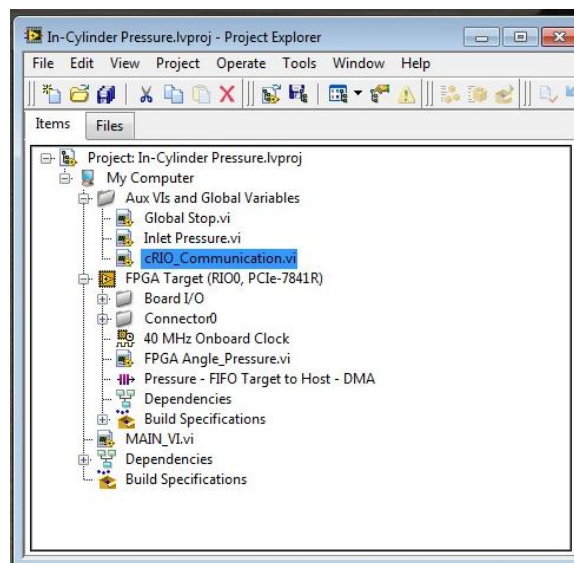 In-Cylinder Pressure.lvproj - Project Explorer
File Edit View Project Operate Tools Window Help
Items Files
Project: In-Cylinder Pressure.lvproj
My Computer
Aux VIs and Global Variables
Global Stop.vi
Inlet Pressure.vi
cRIO_Communication.vi
FPGA Target (RIO0, PCIe-7841R)
Board I/O
Connector0
40 MHz Onboard Clock
FPGA Angle_Pressure.vi
Pressure - FIFO Target to Host - DMA
Dependencies
Build Specifications
MAIN_VI.vi
Dependencies
Build Specifications